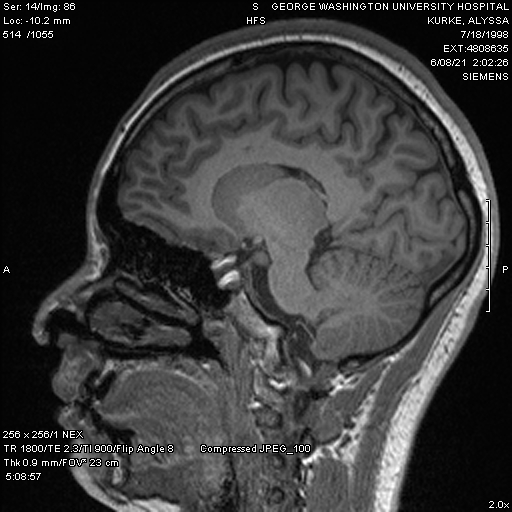 Ser: 14/Img: 86
Loc: -10.2 mm
514 /1055
S
HFS
GEORGE WASHINGTON UNIVERSITY HOSPITAL
KURKE, ALYSSA
7/18/1998
EXT:4808635
6/08/21 2:02:26
SIEMENS
A
P
256 x 256/1 NEX
TR 1800/TE 2.3/TI 900/Flip Angle 8
Compressed JPEG_100
Thk 0.9 mm/FOV* 23 cm
5:08:57
2.0x